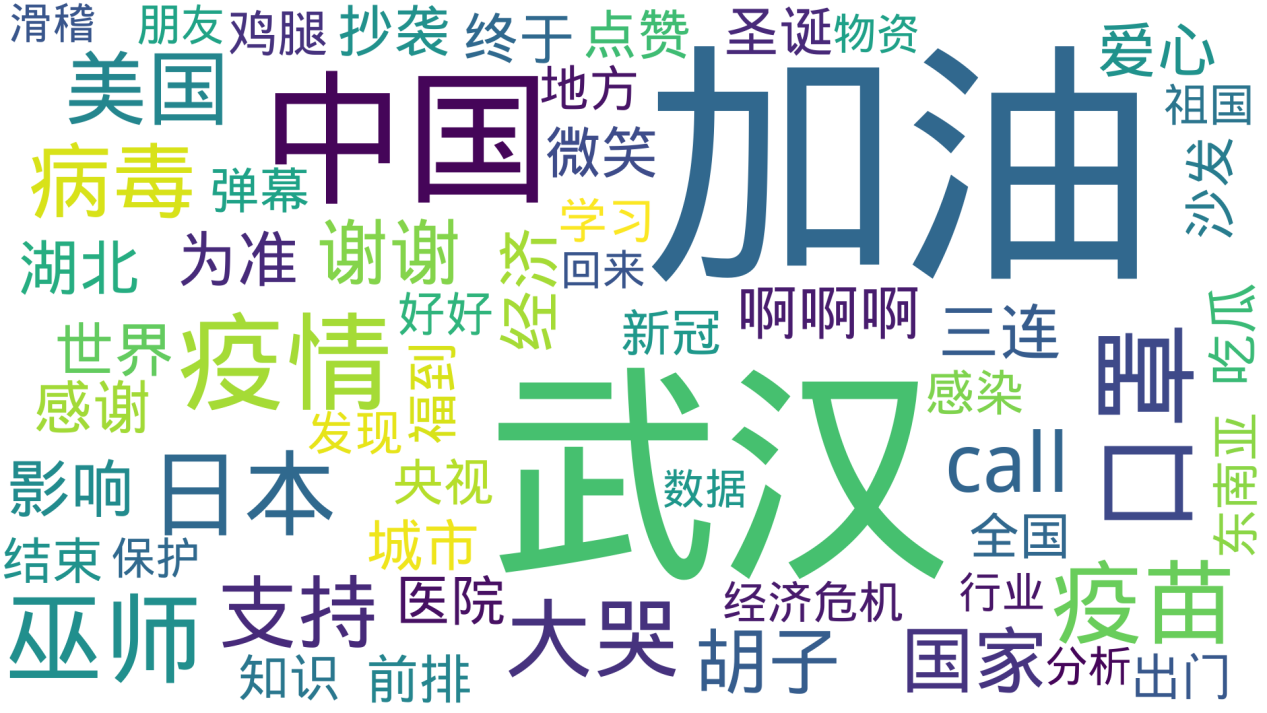 滑稽
朋友
鸡腿
抄袭
终于
点赞
圣诞
物资
爱心
美国
中国
地方
加油
祖国
病毒
弹幕
微笑
沙发
湖北
为准
谢谢
学习
经济
回来
世界
疫情
好好
新冠
啊啊啊
三连
口罩
吃瓜
感谢
发现
福到
武汉
感染
影响
日本
央视
数据
call
东南亚
城市
全国
结束
保护
巫师
支持
医院
大哭
经济危机
行业
疫苗
知识
前排
胡子
国家
分析
出门